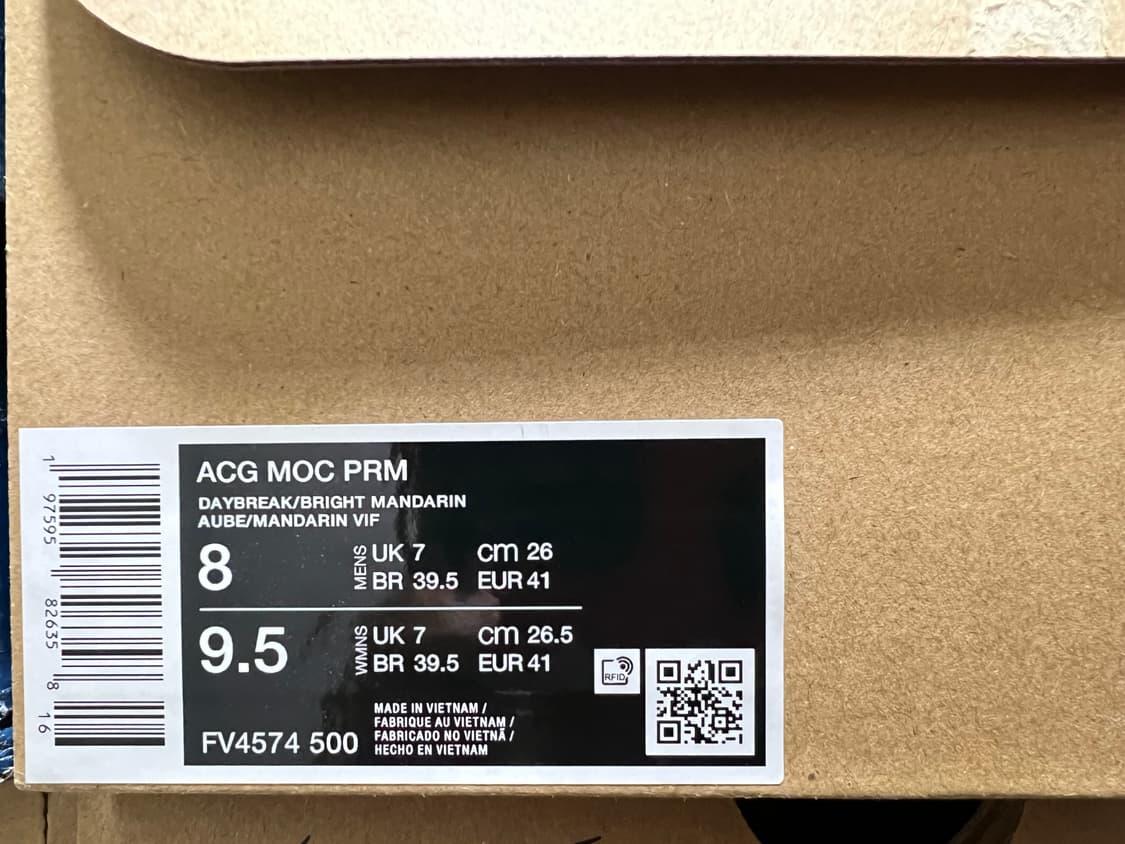 ACG MOC PRM
DAYBREAK/BRIGHT MANDARIN
AUBE/MANDARIN VIF
8 MENS UK 7 cm 26
BR 39.5 EUR 41
9.5 WMNS UK 7 cm 26.5
BR 39.5 EUR 41
RFID
MADE IN VIETNAM /
FABRIQUE AU VIETNAM /
FABRICADO NO VIETNÃ /
HECHO EN VIETNAM
FV4574 500
1 97595 82635 8 16